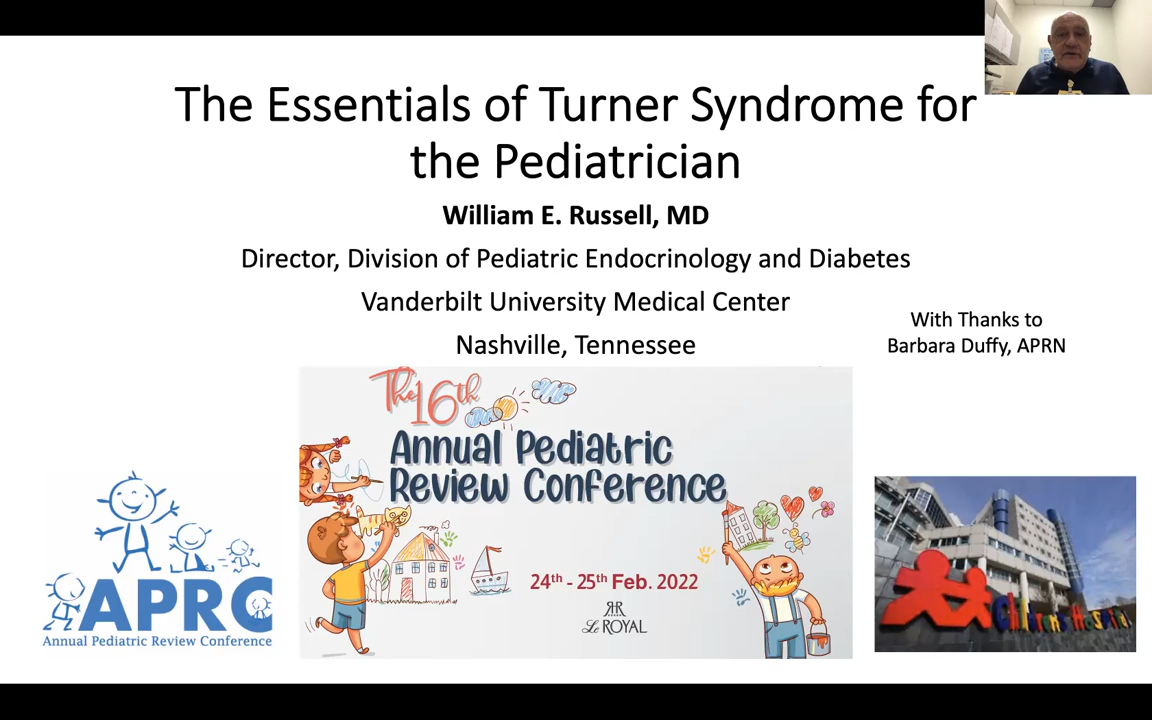 The Essentials of Turner Syndrome for
the Pediatrician
William E. Russell, MD
Director, Division of Pediatric Endocrinology and Diabetes
Vanderbilt University Medical Center
Nashville, Tennessee
With Thanks to
Barbara Duffy, APRN
The 16th
Annual Pediatric
Review Conference
24th - 25th Feb. 2022
Le ROYAL
APRC
Annual Pediatric Review Conference
Children's Hospital